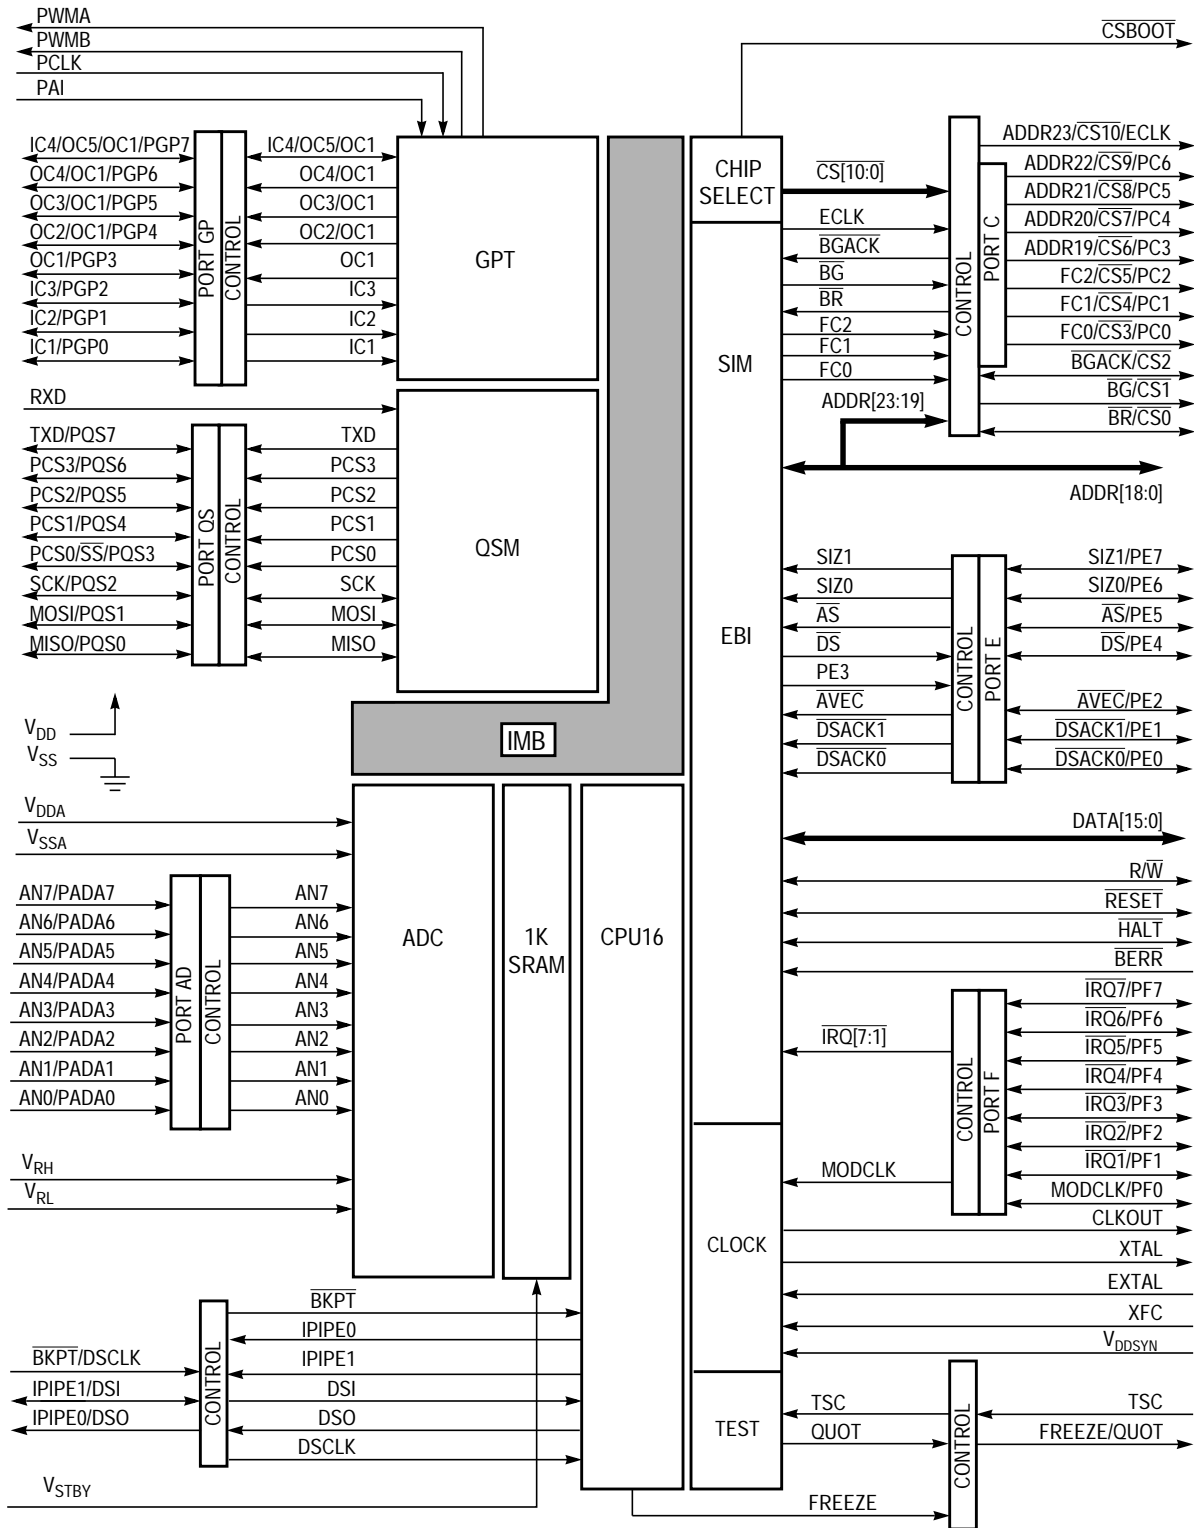 PWMA
PWMB
PCLK
PAI
IC4/OC5/OC1/PGP7
OC4/OC1/PGP6
OC3/OC1/PGP5
OC2/OC1/PGP4
OC1/PGP3
IC3/PGP2
IC2/PGP1
IC1/PGP0
PORT GP
CONTROL
IC4/OC5/OC1
OC4/OC1
OC3/OC1
OC2/OC1
OC1
IC3
IC2
IC1
GPT
RXD
TXD/PQS7
PCS3/PQS6
PCS2/PQS5
PCS1/PQS4
PCS0/SS/PQS3
SCK/PQS2
MOSI/PQS1
MISO/PQS0
PORT QS
CONTROL
TXD
PCS3
PCS2
PCS1
PCS0
SCK
MOSI
MISO
QSM
VDD
VSS
IMB
VDDA
VSSA
AN7/PADA7
AN6/PADA6
AN5/PADA5
AN4/PADA4
AN3/PADA3
AN2/PADA2
AN1/PADA1
AN0/PADA0
PORT AD
CONTROL
AN7
AN6
AN5
AN4
AN3
AN2
AN1
AN0
VRH
VRL
ADC
1K
SRAM
CPU16
BKPT/DSCLK
IPIPE1/DSI
IPIPE0/DSO
CONTROL
BKPT
IPIPE0
IPIPE1
DSI
DSO
DSCLK
VSTBY
CSBOOT
CHIP
SELECT
SIM
EBI
CLOCK
TEST
CS[10:0]
ECLK
BGACK
BG
BR
FC2
FC1
FC0
ADDR[23:19]
CONTROL
PORT C
ADDR23/CS10/ECLK
ADDR22/CS9/PC6
ADDR21/CS8/PC5
ADDR20/CS7/PC4
ADDR19/CS6/PC3
FC2/CS5/PC2
FC1/CS4/PC1
FC0/CS3/PC0
BGACK/CS2
BG/CS1
BR/CS0
ADDR[18:0]
SIZ1
SIZ0
AS
DS
PE3
AVEC
DSACK1
DSACK0
CONTROL
PORT E
SIZ1/PE7
SIZ0/PE6
AS/PE5
DS/PE4
AVEC/PE2
DSACK1/PE1
DSACK0/PE0
DATA[15:0]
R/W
RESET
HALT
BERR
IRQ[7:1]
MODCLK
CONTROL
PORT F
IRQ7/PF7
IRQ6/PF6
IRQ5/PF5
IRQ4/PF4
IRQ3/PF3
IRQ2/PF2
IRQ1/PF1
MODCLK/PF0
CLKOUT
XTAL
EXTAL
XFC
VDDSYN
TSC
QUOT
FREEZE
CONTROL
TSC
FREEZE/QUOT